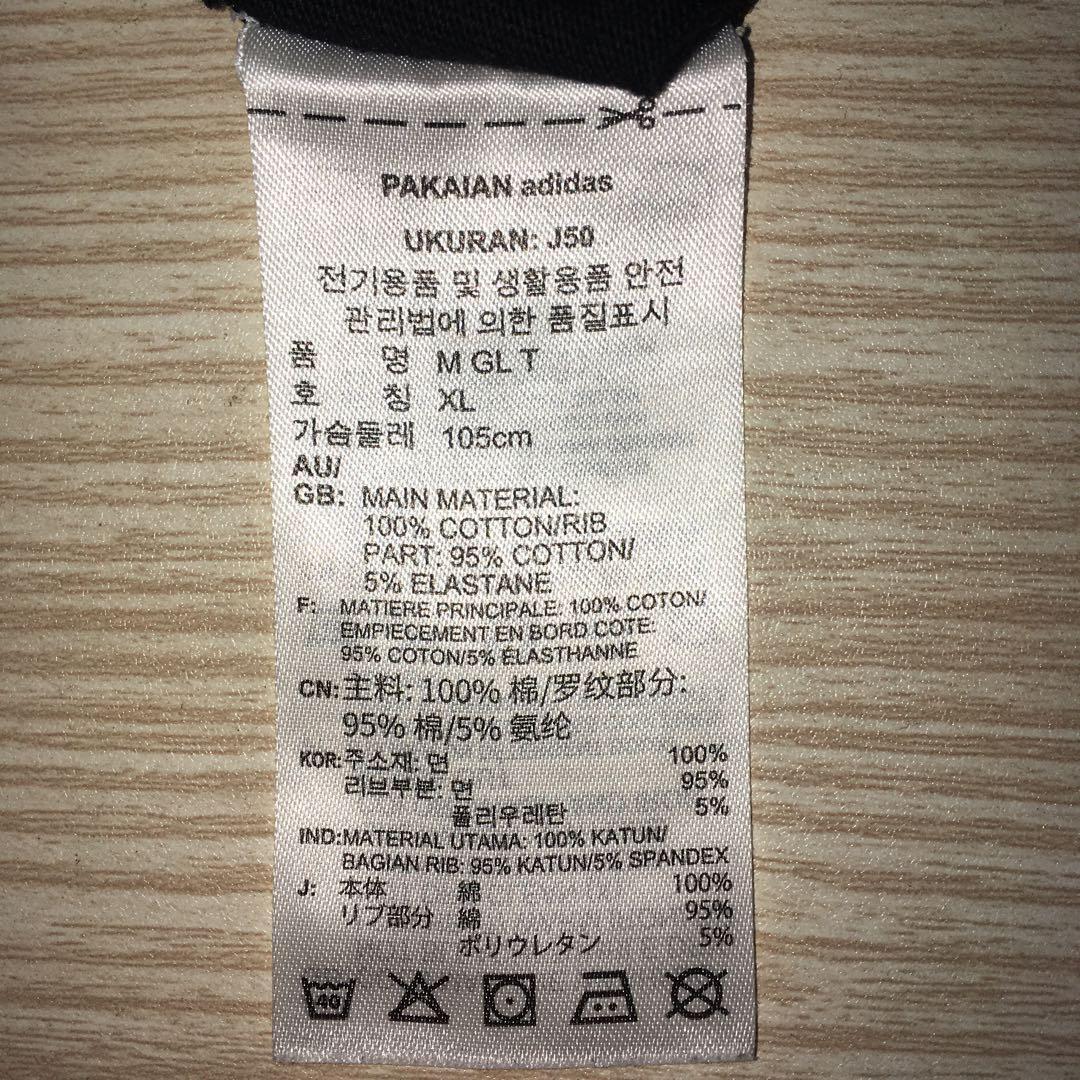 PAKAIAN adidas
UKURAN: J50
전기용품 및 생활용품 안전
관리법에 의한 품질표시
품 명 M GL T
호 칭 XL
가슴둘레 105cm
AU/
GB: MAIN MATERIAL:
100% COTTON/RIB
PART: 95% COTTON/
5% ELASTANE
F: MATIERE PRINCIPALE: 100% COTON/
EMPIECEMENT EN BORD COTE:
95% COTON/5% ÉLASTHANNE
CN: 主料: 100% 棉/罗纹部分:
95% 棉/5% 氨纶
KOR: 주소재: 면 100%
리브부분: 면 95%
폴리우레탄 5%
IND: MATERIAL UTAMA: 100% KATUN/
BAGIAN RIB: 95% KATUN/5% SPANDEX
J: 本体 綿 100%
リブ部分 綿 95%
ポリウレタン 5%
40